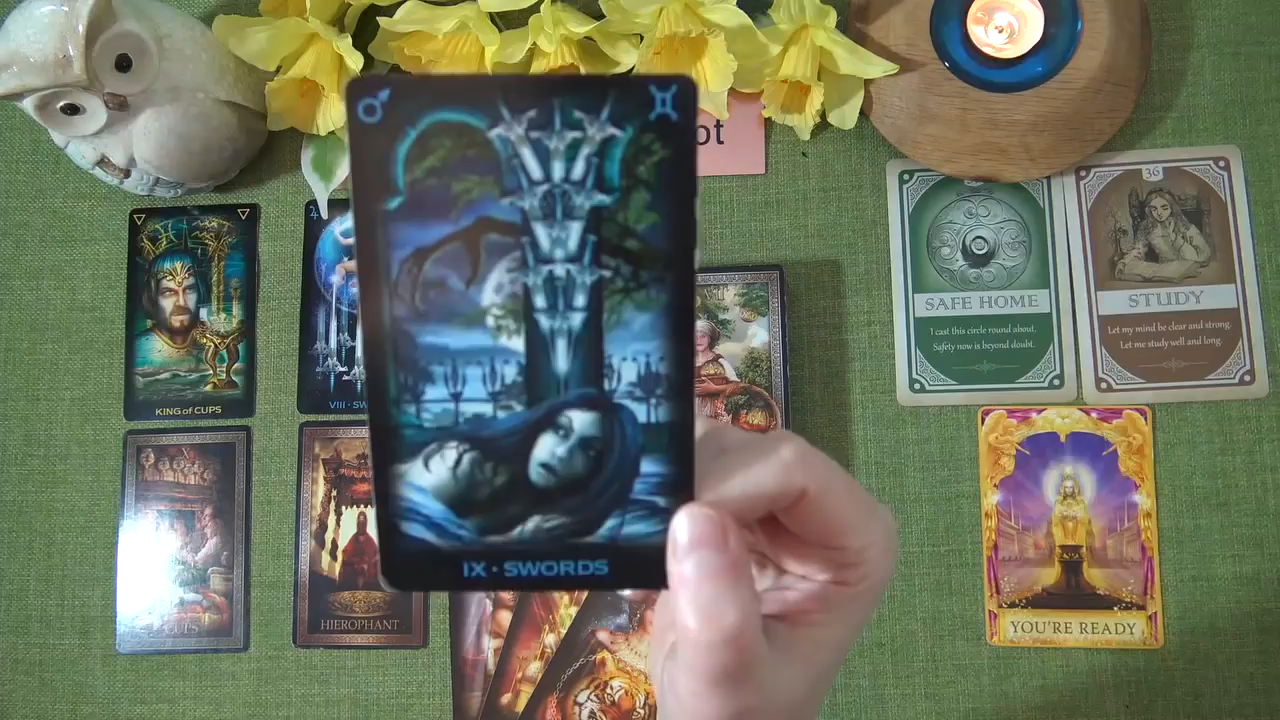 ot
36
SAFE HOME
STUDY
I cast this circle round about.
Safety now is beyond doubt.
Let my mind be clear and strong.
Let me study well and long.
KING of CUPS
VIII · SW
IX · SWORDS
HIEROPHANT
YOU'RE READY